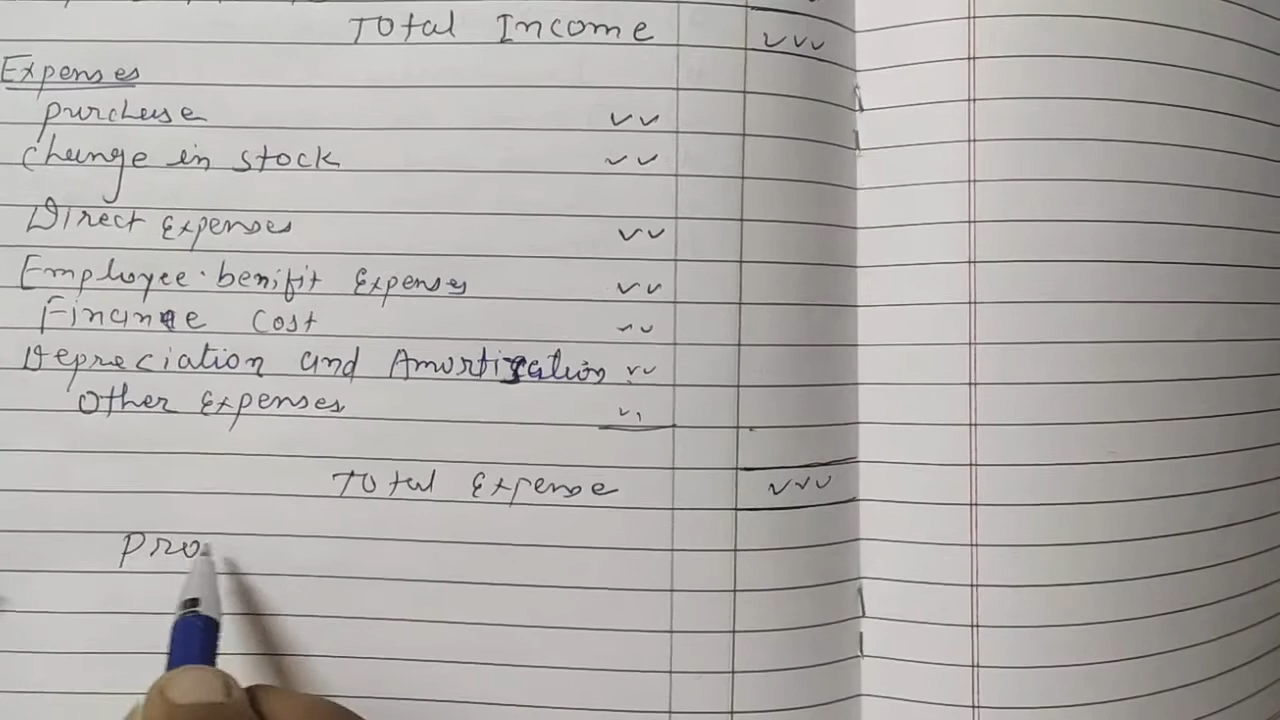 Total Income ✓✓✓
Expenses
purchase ✓✓
Change in stock ✓✓
Direct Expenses ✓✓
Employee benifit Expenses ✓✓
Finance Cost ✓✓
Depreciation and Amortization ✓✓
Other Expenses ✓✓
Total Expense ✓✓✓
Pro